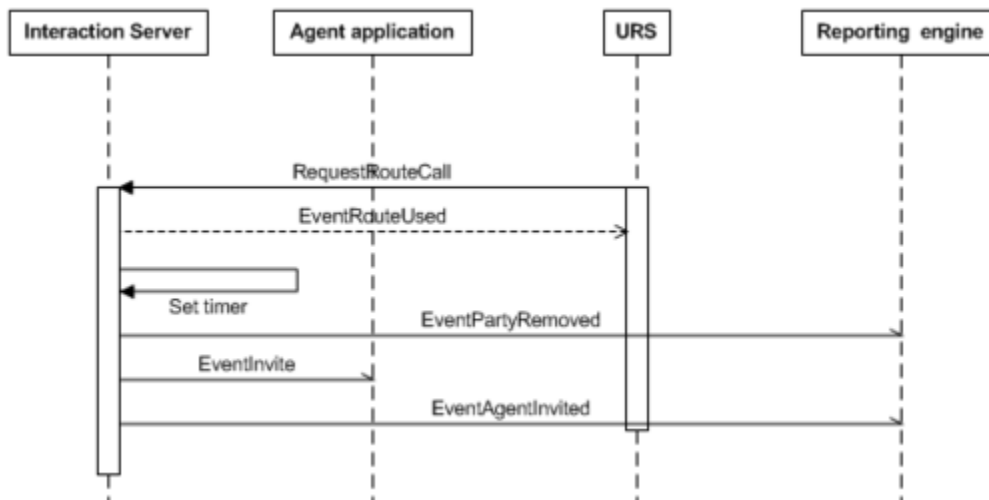 Interaction Server
Agent application
URS
Reporting engine
RequestRouteCall
EventRouteUsed
Set timer
EventPartyRemoved
EventInvite
EventAgentInvited